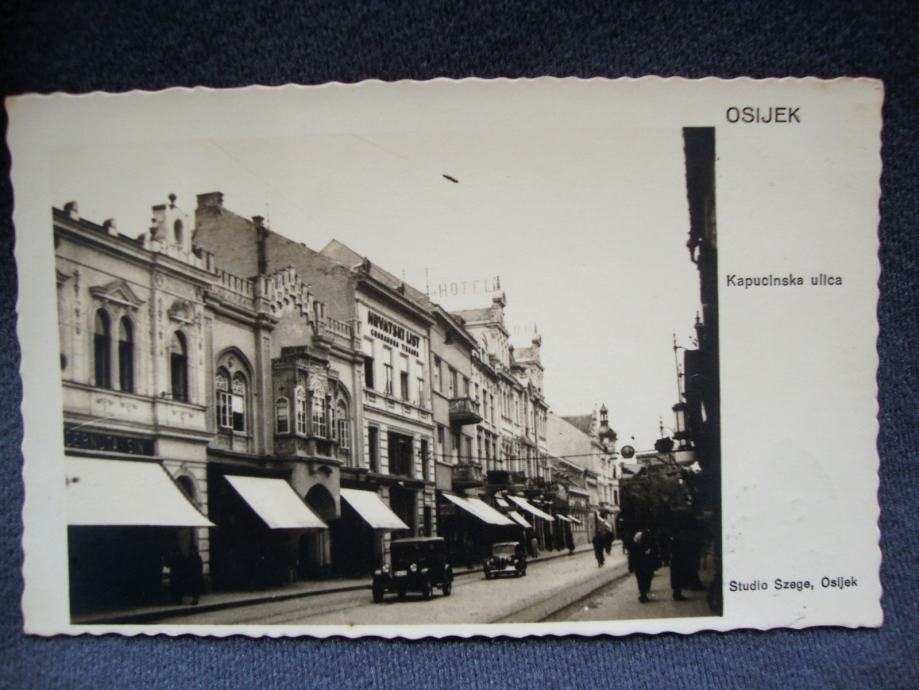 OSIJEK
Kapucinska ulica
Studio Szege, Osijek
HOTEL
HRVATSKI LIST